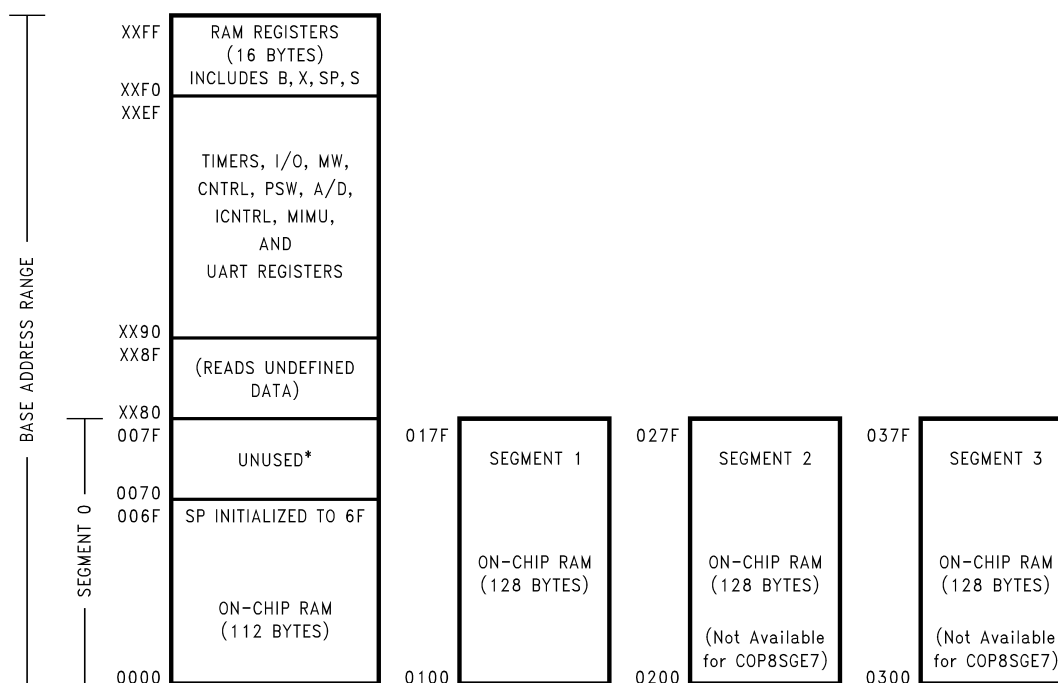 BASE ADDRESS RANGE
SEGMENT 0
XXFF
RAM REGISTERS
(16 BYTES)
INCLUDES B, X, SP, S
XXF0
XXEF
TIMERS, I/O, MW,
CNTRL, PSW, A/D,
ICNTRL, MIMU,
AND
UART REGISTERS
XX90
XX8F
(READS UNDEFINED
DATA)
XX80
007F
UNUSED*
0070
006F
SP INITIALIZED TO 6F
ON-CHIP RAM
(112 BYTES)
0000
017F
SEGMENT 1
ON-CHIP RAM
(128 BYTES)
0100
027F
SEGMENT 2
ON-CHIP RAM
(128 BYTES)
(Not Available
for COP8SGE7)
0200
037F
SEGMENT 3
ON-CHIP RAM
(128 BYTES)
(Not Available
for COP8SGE7)
0300